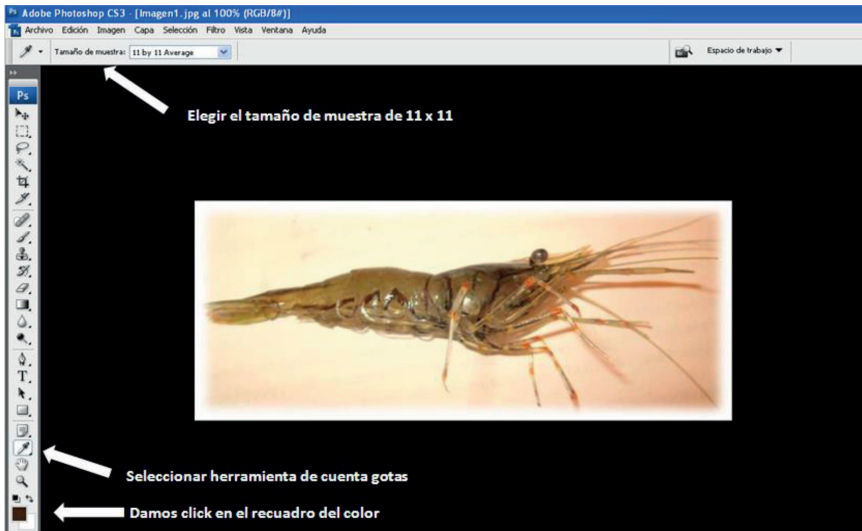 Adobe Photoshop CS3 - [Imagen1.jpg al 100% (RGB/8#)]
Archivo Edición Imagen Capa Selección Filtro Vista Ventana Ayuda
Tamaño de muestra: 11 by 11 Average Espacio de trabajo
Ps
Elegir el tamaño de muestra de 11 x 11
T
Seleccionar herramienta de cuenta gotas
Damos click en el recuadro del color